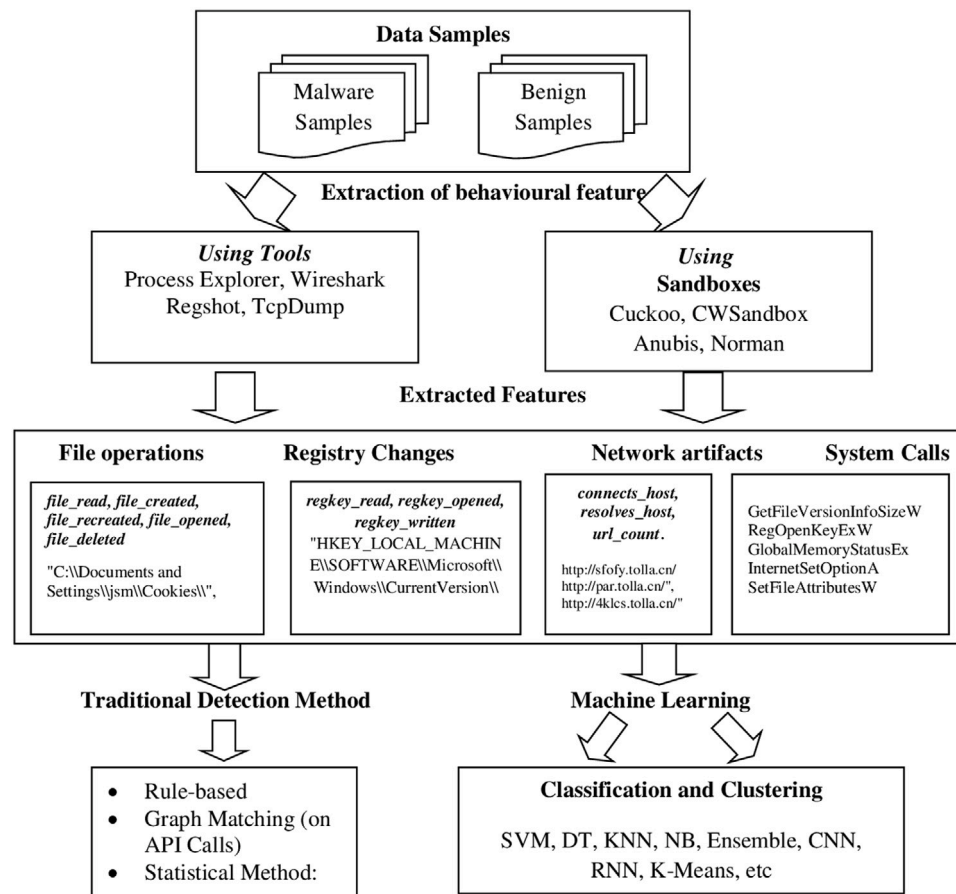 Data Samples
Malware
Samples
Benign
Samples
Extraction of behavioural feature
Using Tools
Process Explorer, Wireshark
Regshot, TcpDump
Using
Sandboxes
Cuckoo, CWSandbox
Anubis, Norman
Extracted Features
File operations
file_read, file_created,
file_recreated, file_opened,
file_deleted
"C:\\Documents and
Settings\\jsm\\Cookies\\",
Registry Changes
regkey_read, regkey_opened,
regkey_written
"HKEY_LOCAL_MACHIN
E\\SOFTWARE\\Microsoft\\
Windows\\CurrentVersion\\
Network artifacts
connects_host,
resolves_host,
url_count.
http://sfofy.tolla.cn/
http://par.tolla.cn/",
http://4klcs.tolla.cn/"
System Calls
GetFileVersionInfoSizeW
RegOpenKeyExW
GlobalMemoryStatusEx
InternetSetOptionA
SetFileAttributesW
Traditional Detection Method
Machine Learning
• Rule-based
• Graph Matching (on
API Calls)
• Statistical Method:
Classification and Clustering
SVM, DT, KNN, NB, Ensemble, CNN,
RNN, K-Means, etc